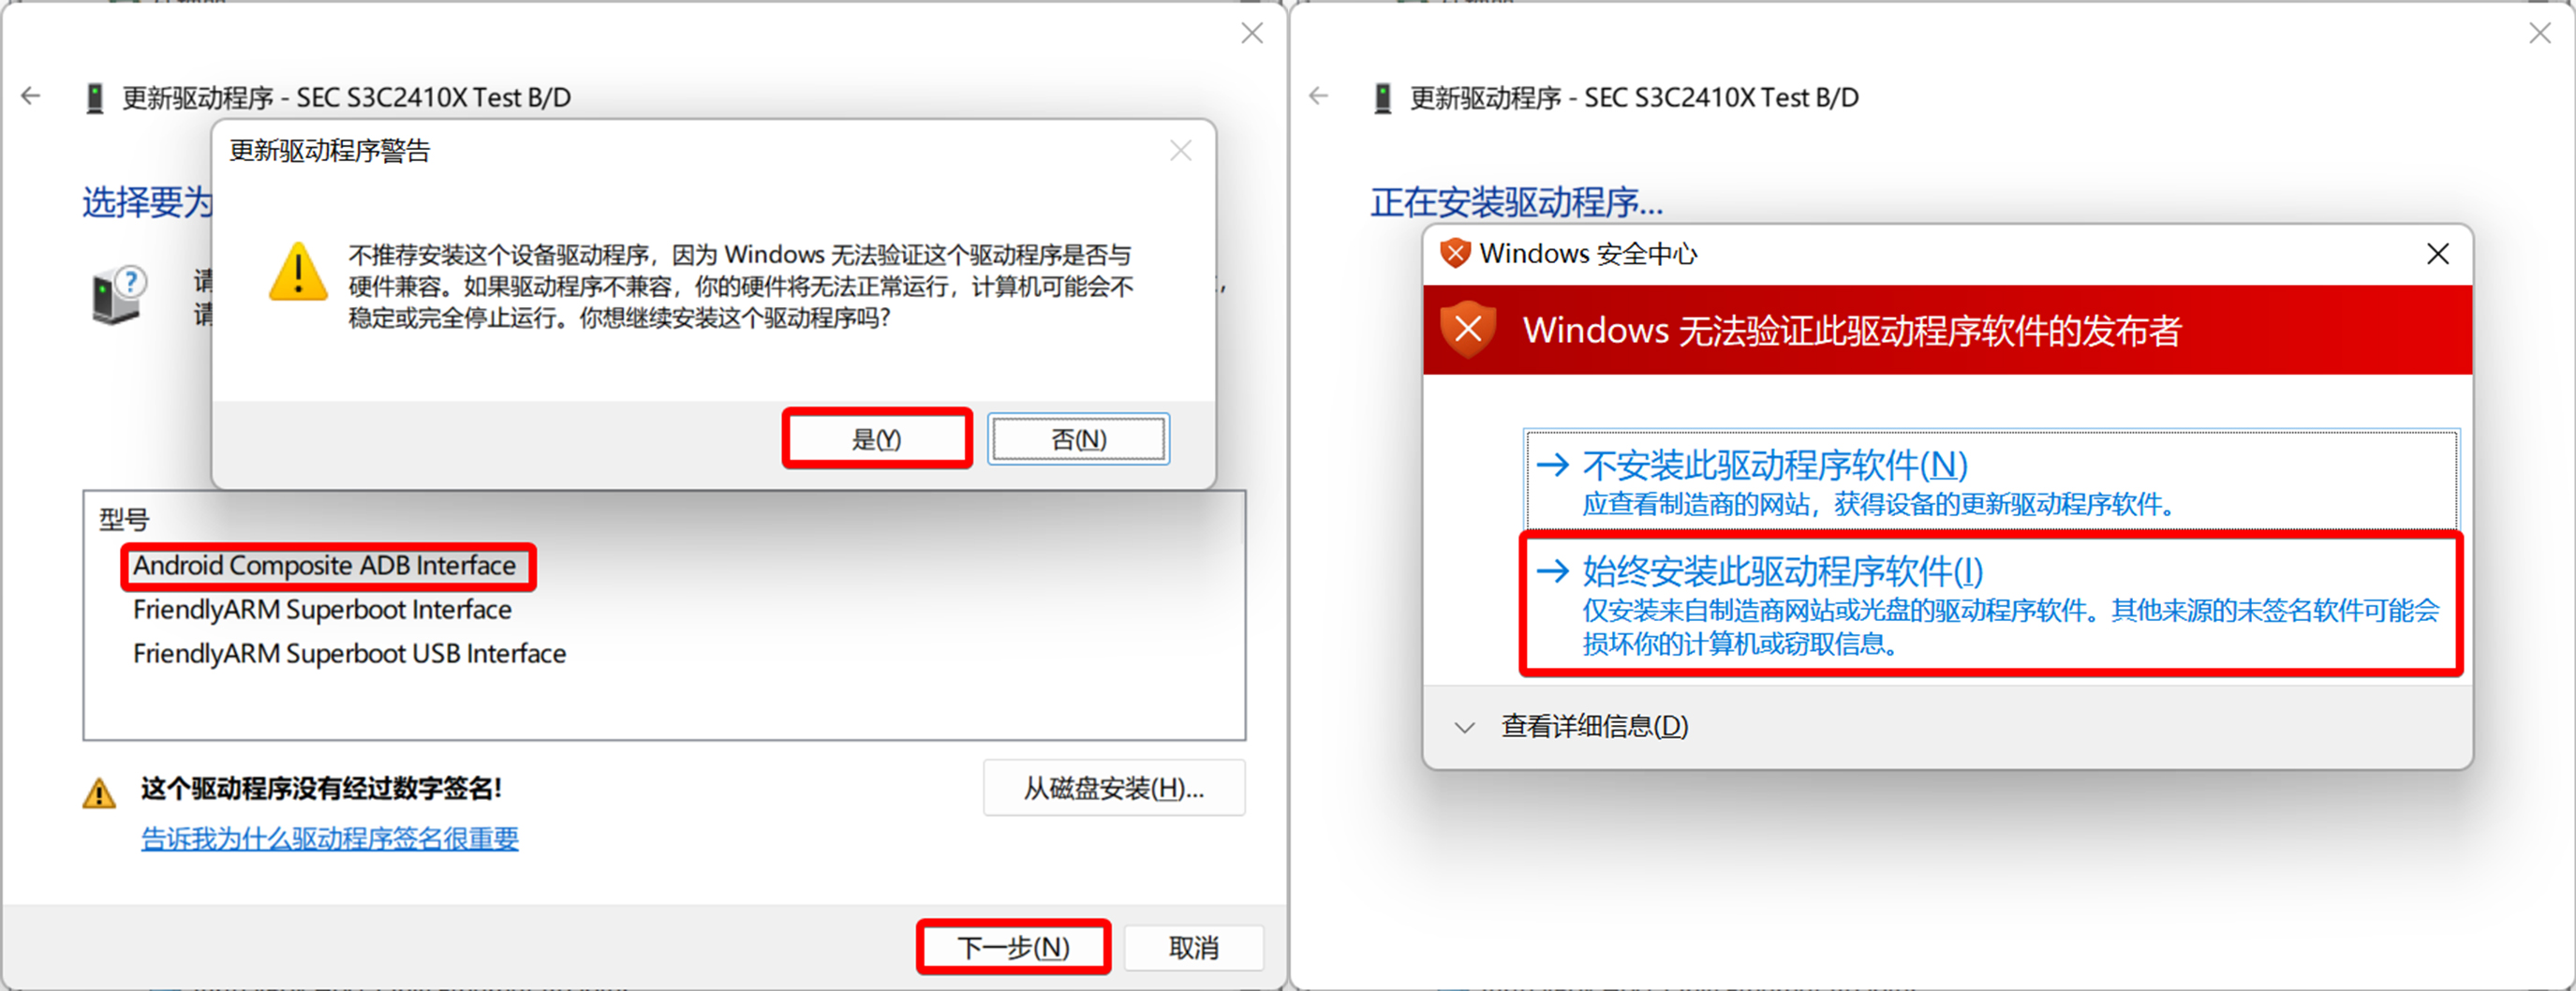 更新驱动程序 - SEC S3C2410X Test B/D
更新驱动程序警告
选择要为
不推荐安装这个设备驱动程序，因为 Windows 无法验证这个驱动程序是否与
硬件兼容。如果驱动程序不兼容，你的硬件将无法正常运行，计算机可能会不
稳定或完全停止运行。你想继续安装这个驱动程序吗?
请
请
是(Y)
否(N)
型号
Android Composite ADB Interface
FriendlyARM Superboot Interface
FriendlyARM Superboot USB Interface
这个驱动程序没有经过数字签名!
从磁盘安装(H)...
告诉我为什么驱动程序签名很重要
下一步(N)
取消
更新驱动程序 - SEC S3C2410X Test B/D
正在安装驱动程序...
Windows 安全中心
Windows 无法验证此驱动程序软件的发布者
不安装此驱动程序软件(N)
应查看制造商的网站，获得设备的更新驱动程序软件。
始终安装此驱动程序软件(I)
仅安装来自制造商网站或光盘的驱动程序软件。其他来源的未签名软件可能会
损坏你的计算机或窃取信息。
查看详细信息(D)